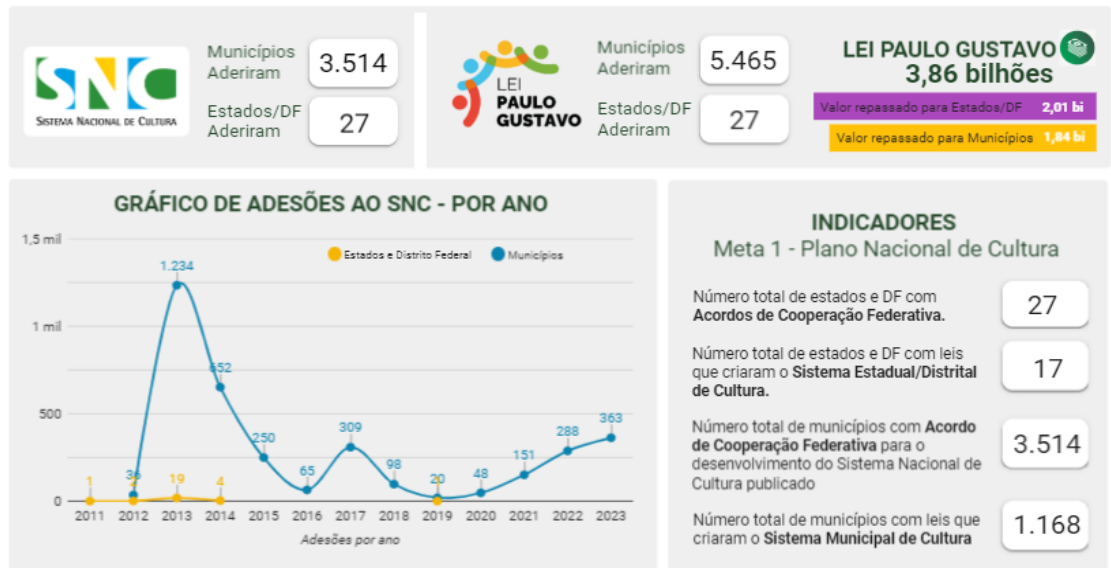 SNC
SISTEMA NACIONAL DE CULTURA
Municípios
Aderiram
3.514
Estados/DF
Aderiram
27
LEI
PAULO
GUSTAVO
Municípios
Aderiram
5.465
Estados/DF
Aderiram
27
LEI PAULO GUSTAVO
3,86 bilhões
Valor repassado para Estados/DF 2,01 bi
Valor repassado para Municípios 1,84 bi
GRÁFICO DE ADESÕES AO SNC - POR ANO
Estados e Distrito Federal Municípios
1,5 mil
1 mil
500
0
1.234
652
250
65
309
98
20
48
151
288
363
1
36
19
4
2011 2012 2013 2014 2015 2016 2017 2018 2019 2020 2021 2022 2023
Adesões por ano
INDICADORES
Meta 1 - Plano Nacional de Cultura
Número total de estados e DF com
Acordos de Cooperação Federativa.
27
Número total de estados e DF com leis
que criaram o Sistema Estadual/Distrital
de Cultura.
17
Número total de municípios com Acordo
de Cooperação Federativa para o
desenvolvimento do Sistema Nacional de
Cultura publicado
3.514
Número total de municípios com leis que
criaram o Sistema Municipal de Cultura
1.168